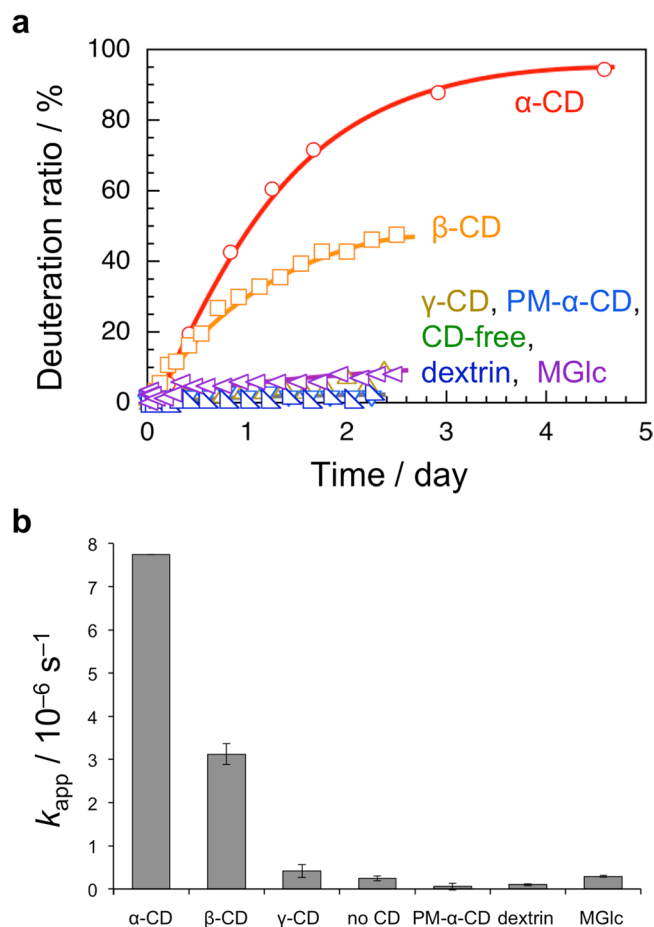 a
100
80
60
40
20
0
Deuteration ratio / %
α-CD
β-CD
γ-CD, PM-α-CD,
CD-free,
dextrin, MGlc
0 1 2 3 4 5
Time / day
b
8
7
6
5
4
3
2
1
0
kapp / 10⁻⁶ s⁻¹
α-CD β-CD γ-CD no CD PM-α-CD dextrin MGlc